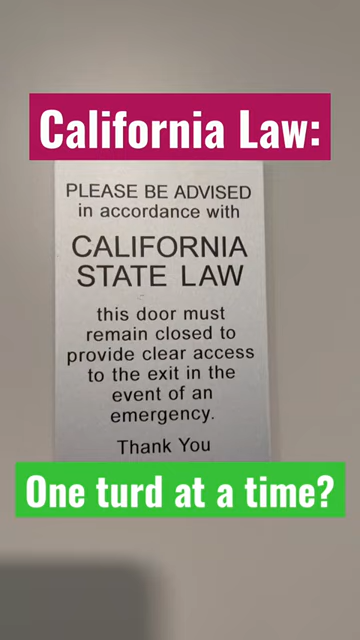 California Law:
PLEASE BE ADVISED
in accordance with
CALIFORNIA
STATE LAW
this door must
remain closed to
provide clear access
to the exit in the
event of an
emergency.
Thank You
One turd at a time?